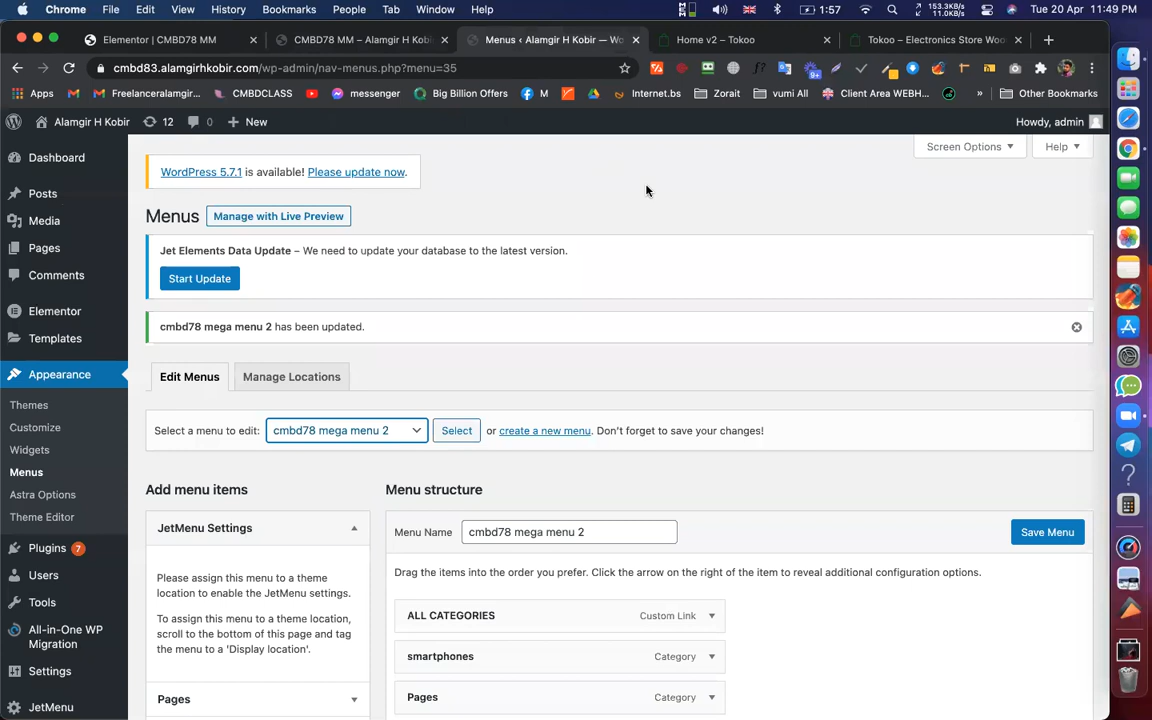 Chrome File Edit View History Bookmarks People Tab Window Help
1:57
153.3KB/s
11.0KB/s
Tue 20 Apr 11:49 PM
Elementor | CMBD78 MM
CMBD78 MM – Alamgir H Kobi
Menus ‹ Alamgir H Kobir — Wo
Home v2 – Tokoo
Tokoo – Electronics Store Woo
cmbd83.alamgirhkobir.com/wp-admin/nav-menus.php?menu=35
Apps
Freelanceralamgir...
CMBDCLASS
messenger
Big Billion Offers
M
Internet.bs
Zorait
vumi All
Client Area WEBH...
»
Other Bookmarks
Alamgir H Kobir
12
0
New
Howdy, admin
Dashboard
Posts
Media
Pages
Comments
Elementor
Templates
Appearance
Themes
Customize
Widgets
Menus
Astra Options
Theme Editor
Plugins 7
Users
Tools
All-in-One WP
Migration
Settings
JetMenu
Screen Options
Help
WordPress 5.7.1 is available! Please update now.
Menus
Manage with Live Preview
Jet Elements Data Update – We need to update your database to the latest version.
Start Update
cmbd78 mega menu 2 has been updated.
Edit Menus
Manage Locations
Select a menu to edit: cmbd78 mega menu 2 Select or create a new menu. Don't forget to save your changes!
Add menu items
JetMenu Settings
Please assign this menu to a theme
location to enable the JetMenu settings.
To assign this menu to a theme location,
scroll to the bottom of this page and tag
the menu to a 'Display location'.
Pages
Menu structure
Menu Name cmbd78 mega menu 2
Save Menu
Drag the items into the order you prefer. Click the arrow on the right of the item to reveal additional configuration options.
ALL CATEGORIES Custom Link
smartphones Category
Pages Category